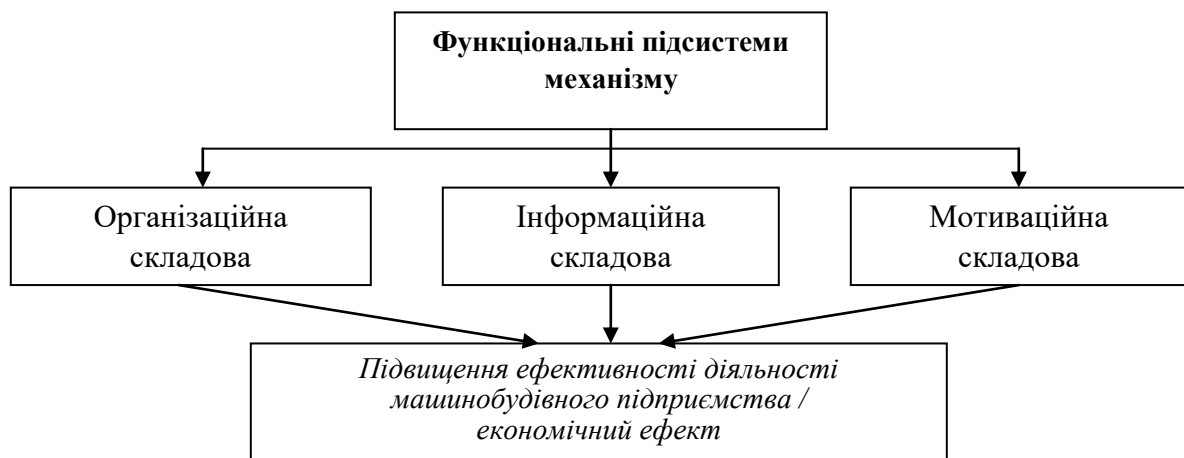 Функціональні підсистеми
механізму
Організаційна
складова
Інформаційна
складова
Мотиваційна
складова
Підвищення ефективності діяльності
машинобудівного підприємства /
економічний ефект